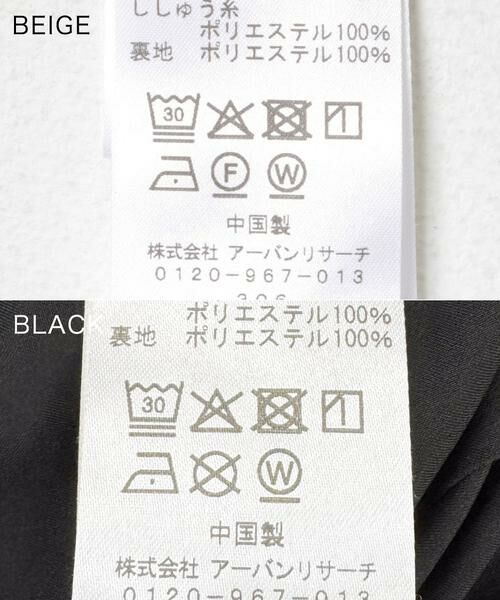 BEIGE
ししゅう糸
ポリエステル100%
裏地 ポリエステル100%
30
F W
中国製
株式会社 アーバンリサーチ
0120-967-013
BLACK
ポリエステル100%
裏地 ポリエステル100%
30
W
中国製
株式会社 アーバンリサーチ
0120-967-013